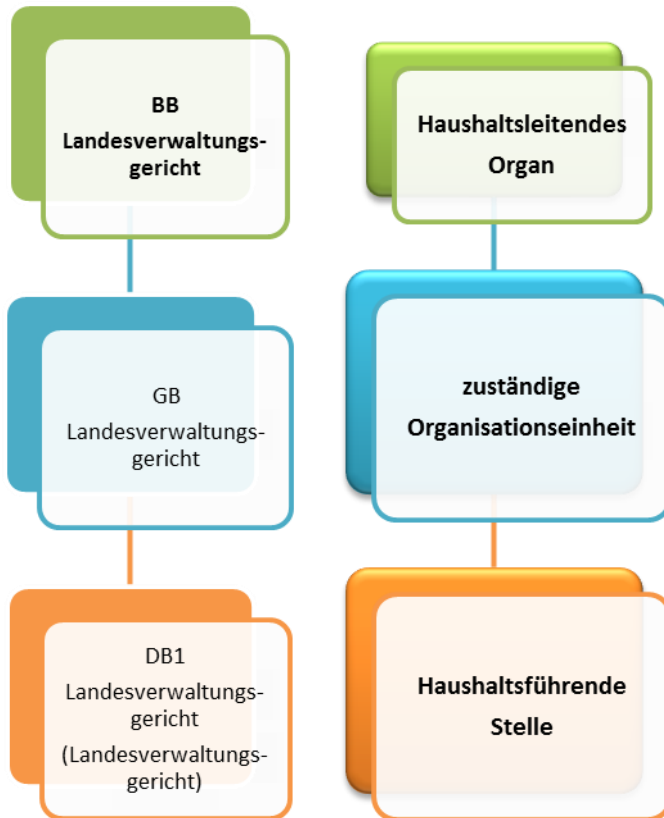 BB
Landesverwaltungs-
gericht
Haushaltsleitendes
Organ
GB
Landesverwaltungs-
gericht
zuständige
Organisationseinheit
DB1
Landesverwaltungs-
gericht
(Landesverwaltungs-
gericht)
Haushaltsführende
Stelle